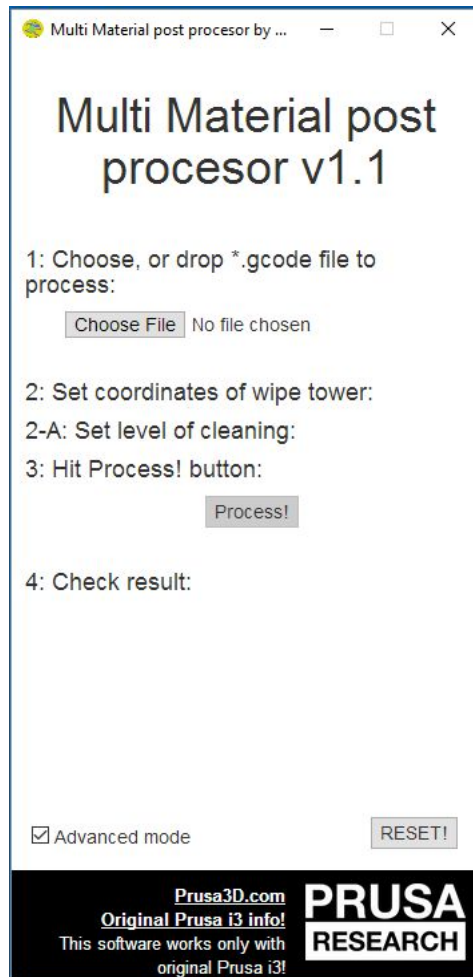 Multi Material post procesor by ...
Multi Material post
procesor v1.1
1: Choose, or drop *.gcode file to
process:
Choose File No file chosen
2: Set coordinates of wipe tower:
2-A: Set level of cleaning:
3: Hit Process! button:
Process!
4: Check result:
Advanced mode
RESET!
Prusa3D.com
Original Prusa i3 info!
This software works only with
original Prusa i3!
PRUSA
RESEARCH